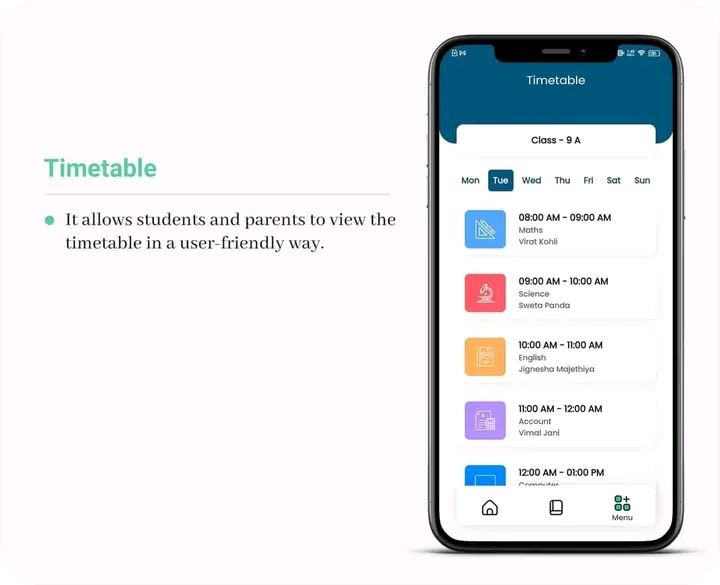 Timetable
It allows students and parents to view the
timetable in a user-friendly way.
Timetable
Class - 9 A
Mon Tue Wed Thu Fri Sat Sun
08:00 AM - 09:00 AM
Maths
Virat Kohli
09:00 AM - 10:00 AM
Science
Sweta Panda
10:00 AM - 11:00 AM
English
Jignesha Majethiya
11:00 AM - 12:00 AM
Account
Vimal Jani
12:00 AM - 01:00 PM
Computer
Menu